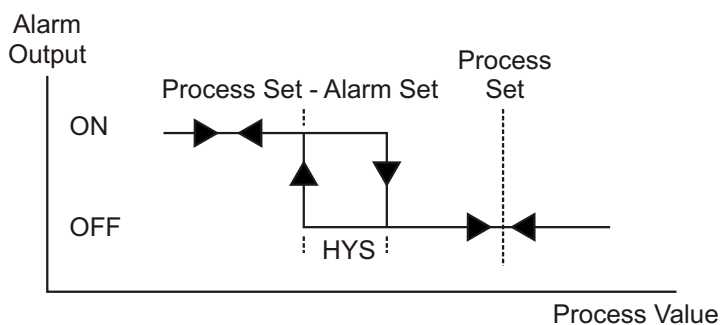 Alarm
Output
Process
Set
Process Set - Alarm Set
ON
OFF
HYS
Process Value